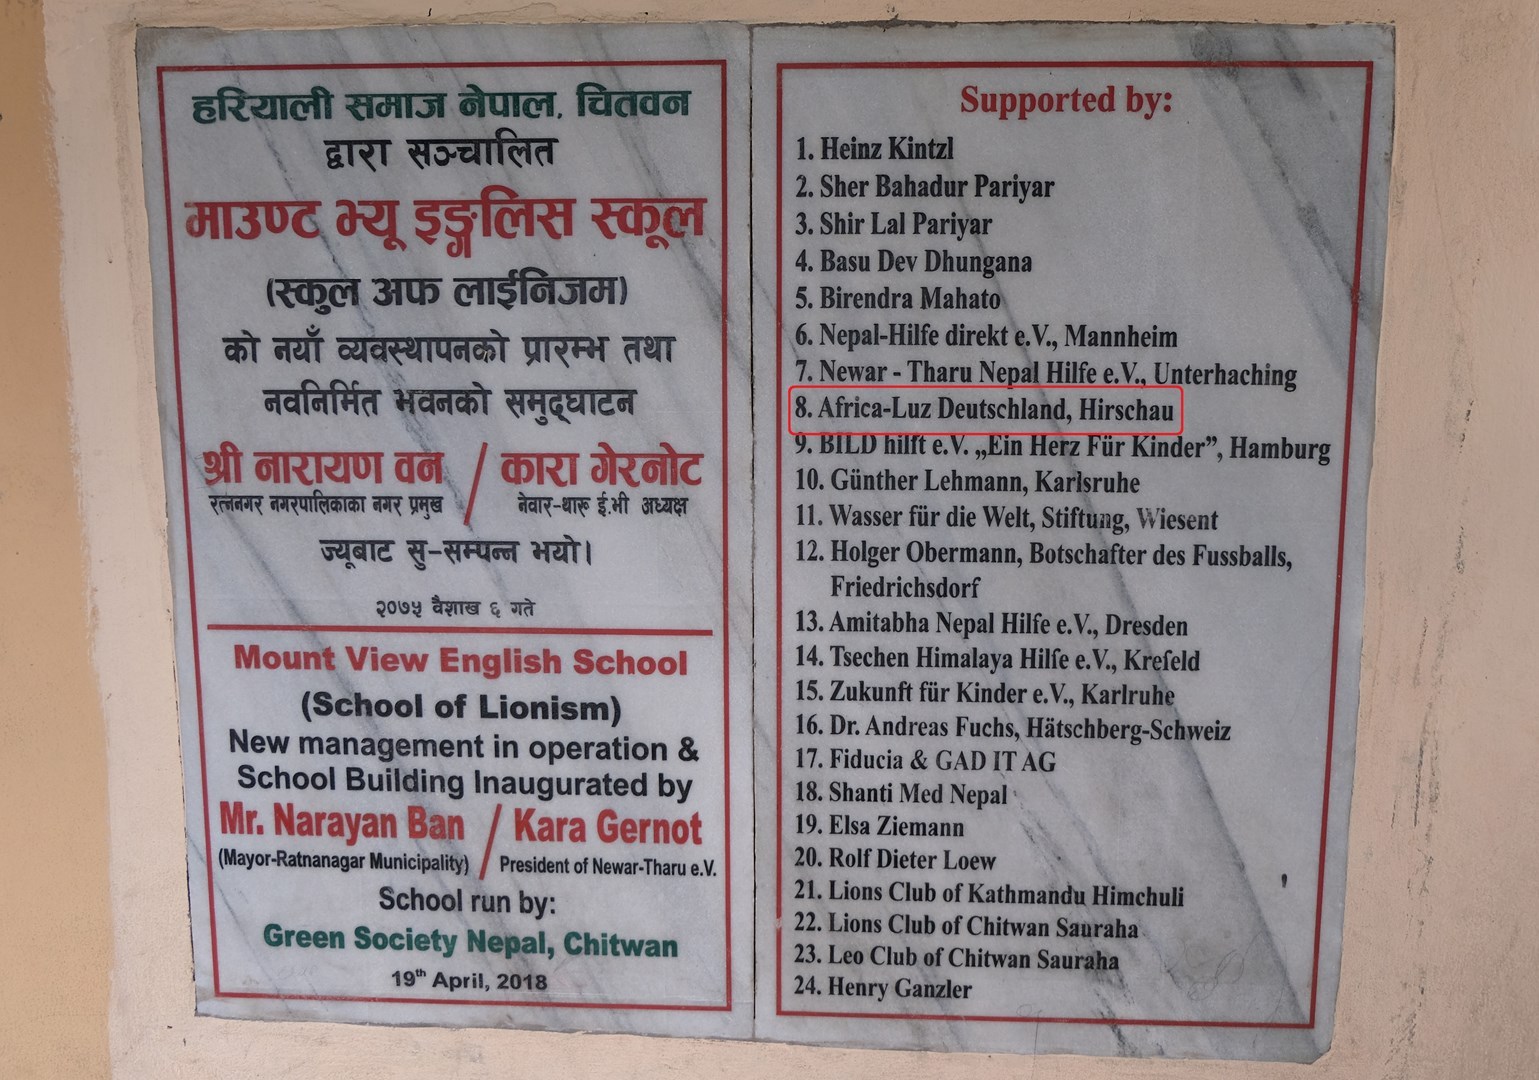 हरियाली समाज नेपाल, चितवन
द्वारा सञ्चालित
माउण्ट भ्यू इङ्गलिस स्कूल
(स्कुल अफ लाईनिजम)
को नयाँ व्यवस्थापनको प्रारम्भ तथा
नवनिर्मित भवनको समुद्घाटन
श्री नारायण वन / कारा गेरनोट
रत्ननगर नगरपालिकाका नगर प्रमुख नेवार-थारू ई.भी अध्यक्ष
ज्यूबाट सु-सम्पन्न भयो।
२०७५ वैशाख ६ गते
Mount View English School
(School of Lionism)
New management in operation &
School Building Inaugurated by
Mr. Narayan Ban / Kara Gernot
(Mayor-Ratnanagar Municipality) President of Newar-Tharu e.V.
School run by:
Green Society Nepal, Chitwan
19th April, 2018
Supported by:
1. Heinz Kintzl
2. Sher Bahadur Pariyar
3. Shir Lal Pariyar
4. Basu Dev Dhungana
5. Birendra Mahato
6. Nepal-Hilfe direkt e.V., Mannheim
7. Newar - Tharu Nepal Hilfe e.V., Unterhaching
8. Africa-Luz Deutschland, Hirschau
9. BILD hilft e.V. „Ein Herz Für Kinder”, Hamburg
10. Günther Lehmann, Karlsruhe
11. Wasser für die Welt, Stiftung, Wiesent
12. Holger Obermann, Botschafter des Fussballs,
Friedrichsdorf
13. Amitabha Nepal Hilfe e.V., Dresden
14. Tsechen Himalaya Hilfe e.V., Krefeld
15. Zukunft für Kinder e.V., Karlruhe
16. Dr. Andreas Fuchs, Hätschberg-Schweiz
17. Fiducia & GAD IT AG
18. Shanti Med Nepal
19. Elsa Ziemann
20. Rolf Dieter Loew
21. Lions Club of Kathmandu Himchuli
22. Lions Club of Chitwan Sauraha
23. Leo Club of Chitwan Sauraha
24. Henry Ganzler